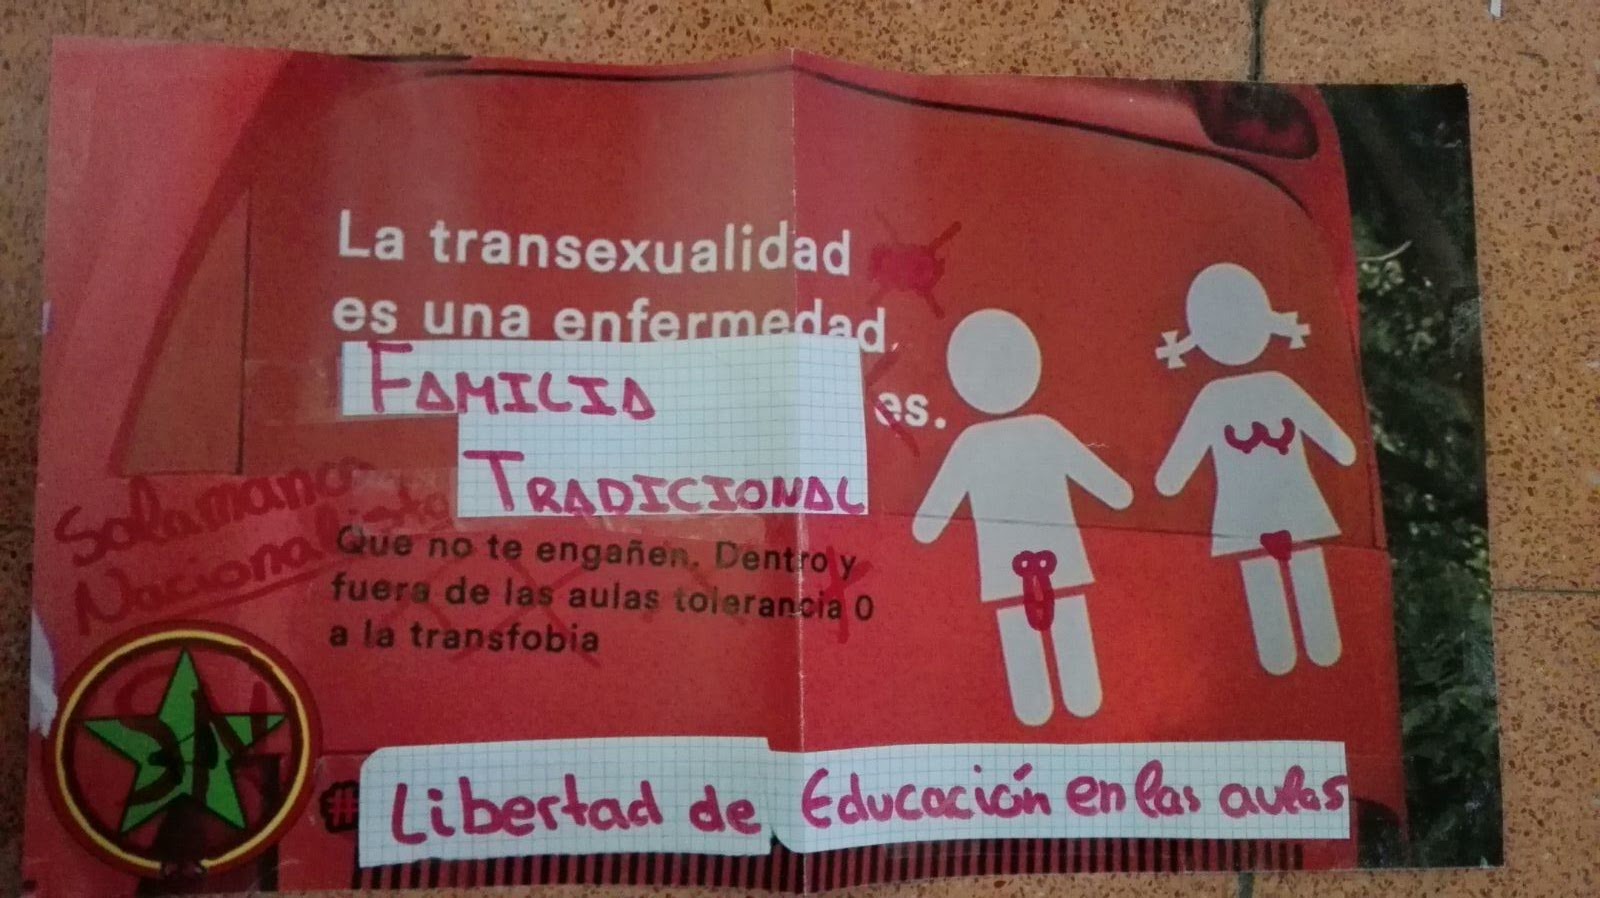 La transexualidad
es una enfermedad.
FAMILIA
es.
TRADICIONAL
Salamanca
Nacionalista
Que no te engañen. Dentro y
fuera de las aulas tolerancia 0
a la transfobia
# Libertad de Educación en las aulas